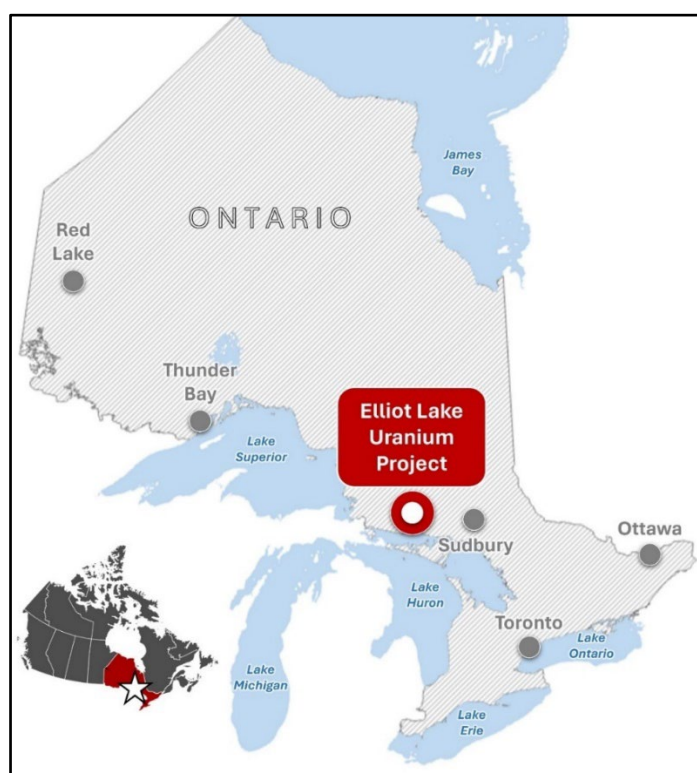 James
Bay
ONTARIO
Red
Lake
Thunder
Bay
Elliot Lake
Uranium
Project
Lake
Superior
Sudbury
Ottawa
Lake
Huron
Toronto
Lake
Ontario
Lake
Michigan
Lake
Erie